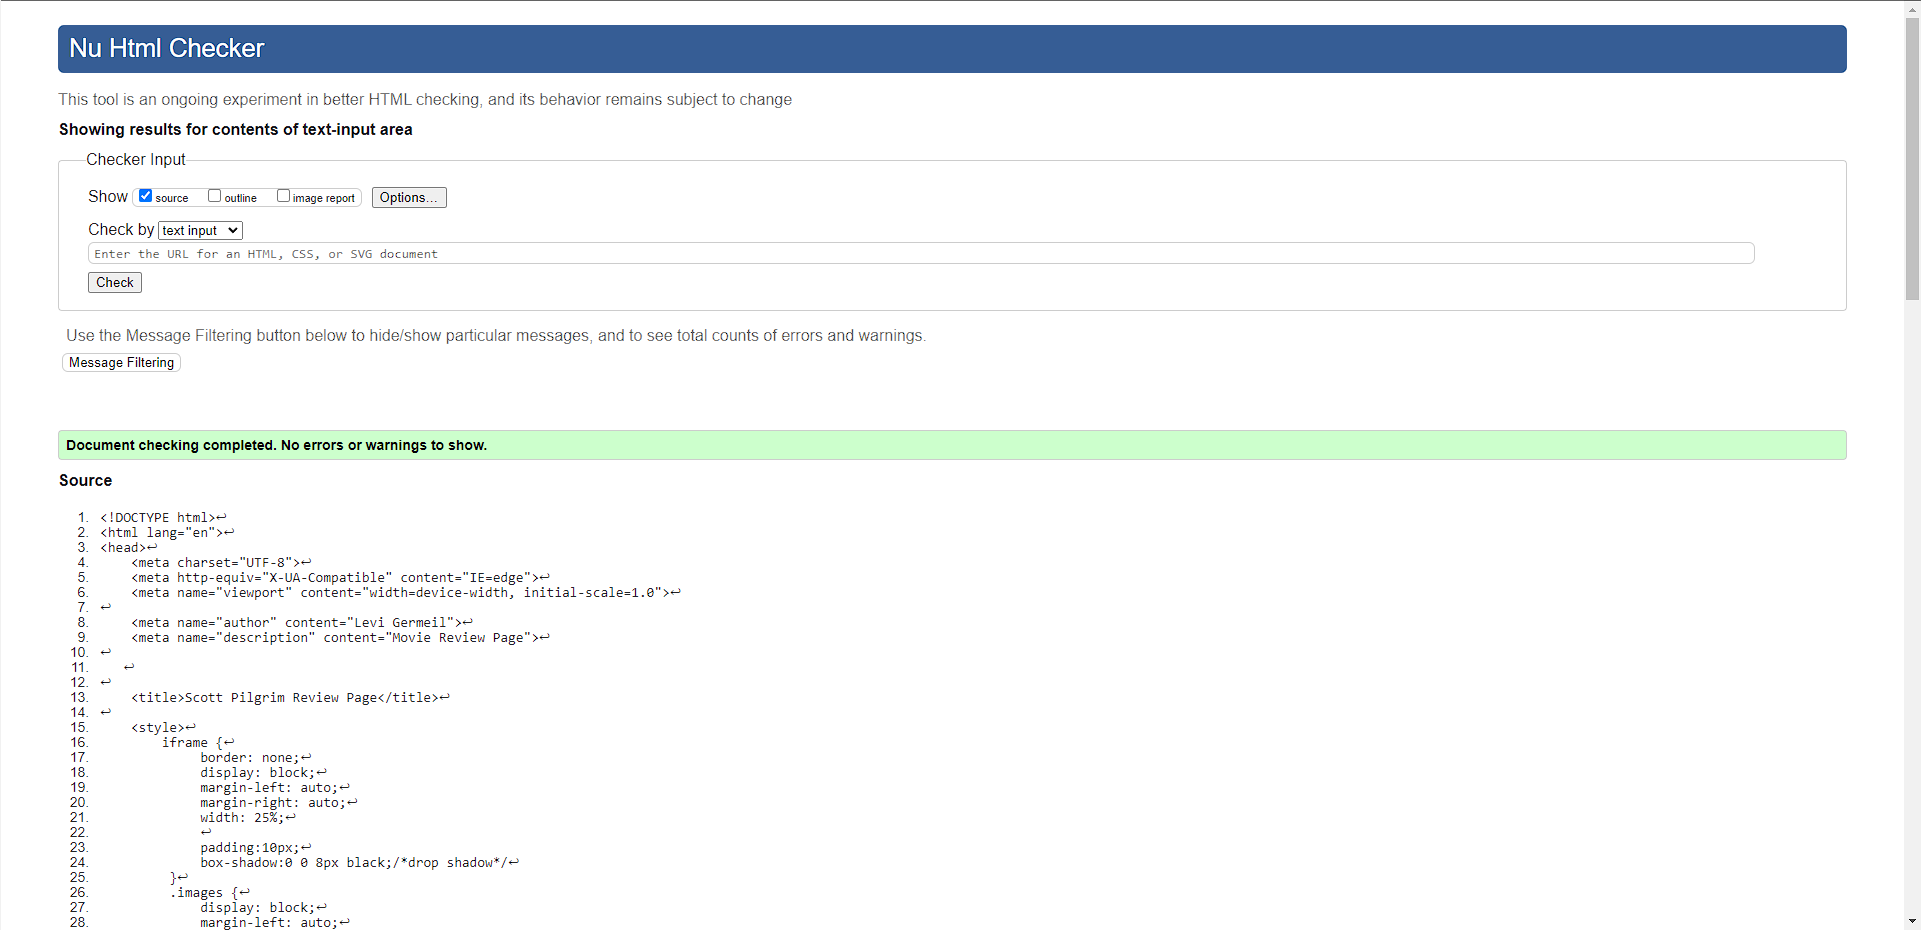 Nu Html Checker
This tool is an ongoing experiment in better HTML checking, and its behavior remains subject to change
Showing results for contents of text-input area
Checker Input
Show source outline image report Options...
Check by text input
Enter the URL for an HTML, CSS, or SVG document
Check
Use the Message Filtering button below to hide/show particular messages, and to see total counts of errors and warnings.
Message Filtering
Document checking completed. No errors or warnings to show.
Source
1. <!DOCTYPE html>↩
2. <html lang="en">↩
3. <head>↩
4.     <meta charset="UTF-8">↩
5.     <meta http-equiv="X-UA-Compatible" content="IE=edge">↩
6.     <meta name="viewport" content="width=device-width, initial-scale=1.0">↩
7. ↩
8.     <meta name="author" content="Levi Germeil">↩
9.     <meta name="description" content="Movie Review Page">↩
10. ↩
11.    ↩
12. ↩
13.     <title>Scott Pilgrim Review Page</title>↩
14. ↩
15.     <style>↩
16.         iframe {↩
17.              border: none;↩
18.              display: block;↩
19.              margin-left: auto;↩
20.              margin-right: auto;↩
21.              width: 25%;↩
22.              ↩
23.              padding:10px;↩
24.              box-shadow:0 0 8px black;/*drop shadow*/↩
25.          }↩
26.          .images {↩
27.              display: block;↩
28.              margin-left: auto;↩